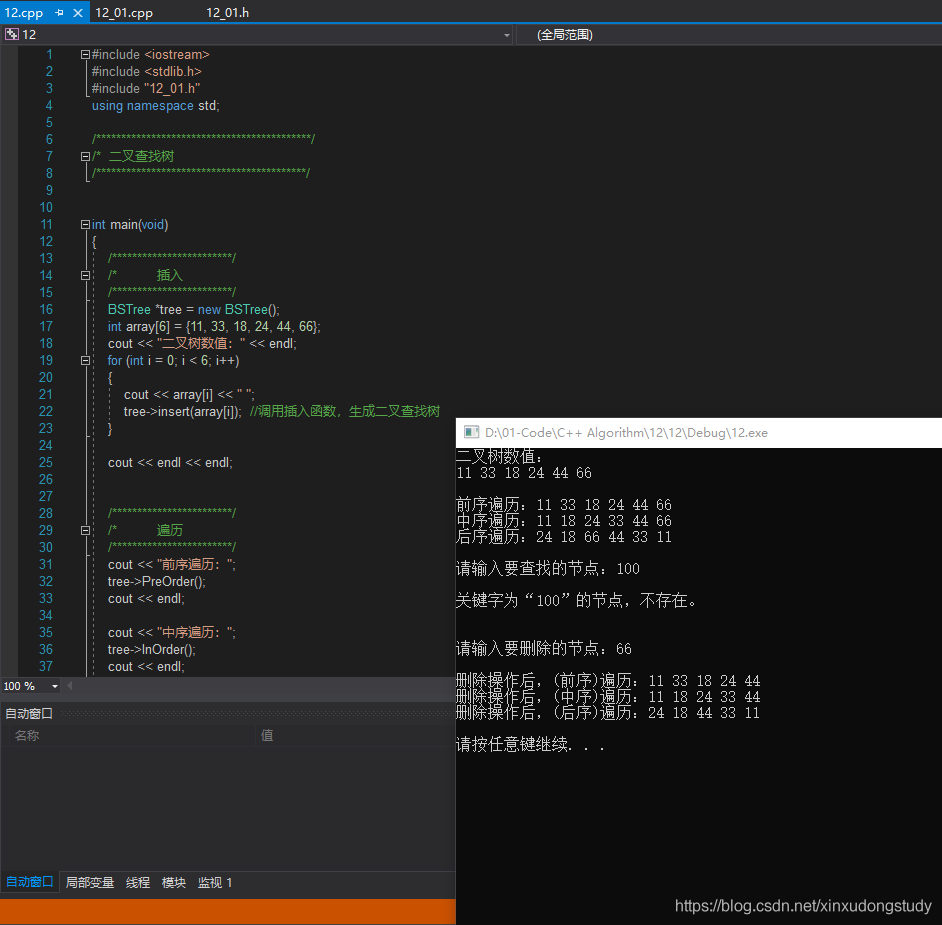 12.cpp 12_01.cpp 12_01.h
12 (全局范围)
1 #include <iostream>
2 #include <stdlib.h>
3 #include "12_01.h"
4 using namespace std;
5
6 /*******************************************/
7 /* 二叉查找树
8 /******************************************/
9
10
11 int main(void)
12 {
13 /************************/
14 /* 插入
15 /************************/
16 BSTree *tree = new BSTree();
17 int array[6] = {11, 33, 18, 24, 44, 66};
18 cout << "二叉树数值：" << endl;
19 for (int i = 0; i < 6; i++)
20 {
21 cout << array[i] << " ";
22 tree->insert(array[i]); //调用插入函数，生成二叉查找树
23 }
24
25 cout << endl << endl;
26
27
28 /************************/
29 /* 遍历
30 /************************/
31 cout << "前序遍历：";
32 tree->PreOrder();
33 cout << endl;
34
35 cout << "中序遍历：";
36 tree->InOrder();
37 cout << endl;
100 %
自动窗口
名称 值
自动窗口 局部变量 线程 模块 监视 1
D:\01-Code\C++ Algorithm\12\12\Debug\12.exe
二叉树数值：
11 33 18 24 44 66
前序遍历：11 33 18 24 44 66
中序遍历：11 18 24 33 44 66
后序遍历：24 18 66 44 33 11
请输入要查找的节点：100
关键字为“100”的节点，不存在。
请输入要删除的节点：66
删除操作后，(前序)遍历：11 33 18 24 44
删除操作后，(中序)遍历：11 18 24 33 44
删除操作后，(后序)遍历：24 18 44 33 11
请按任意键继续. . .
https://blog.csdn.net/xinxudongstudy